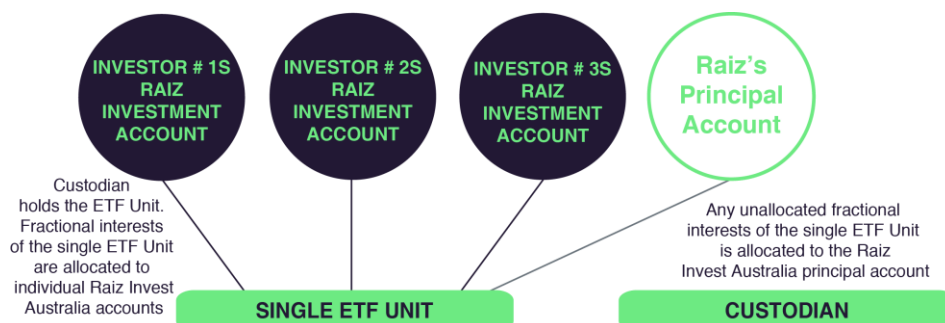 INVESTOR # 1S
RAIZ
INVESTMENT
ACCOUNT
INVESTOR # 2S
RAIZ
INVESTMENT
ACCOUNT
INVESTOR # 3S
RAIZ
INVESTMENT
ACCOUNT
Raiz's
Principal
Account
Custodian
holds the ETF Unit.
Fractional interests
of the single ETF Unit
are allocated to
individual Raiz Invest
Australia accounts
Any unallocated fractional
interests of the single ETF Unit
is allocated to the Raiz
Invest Australia principal account
SINGLE ETF UNIT
CUSTODIAN